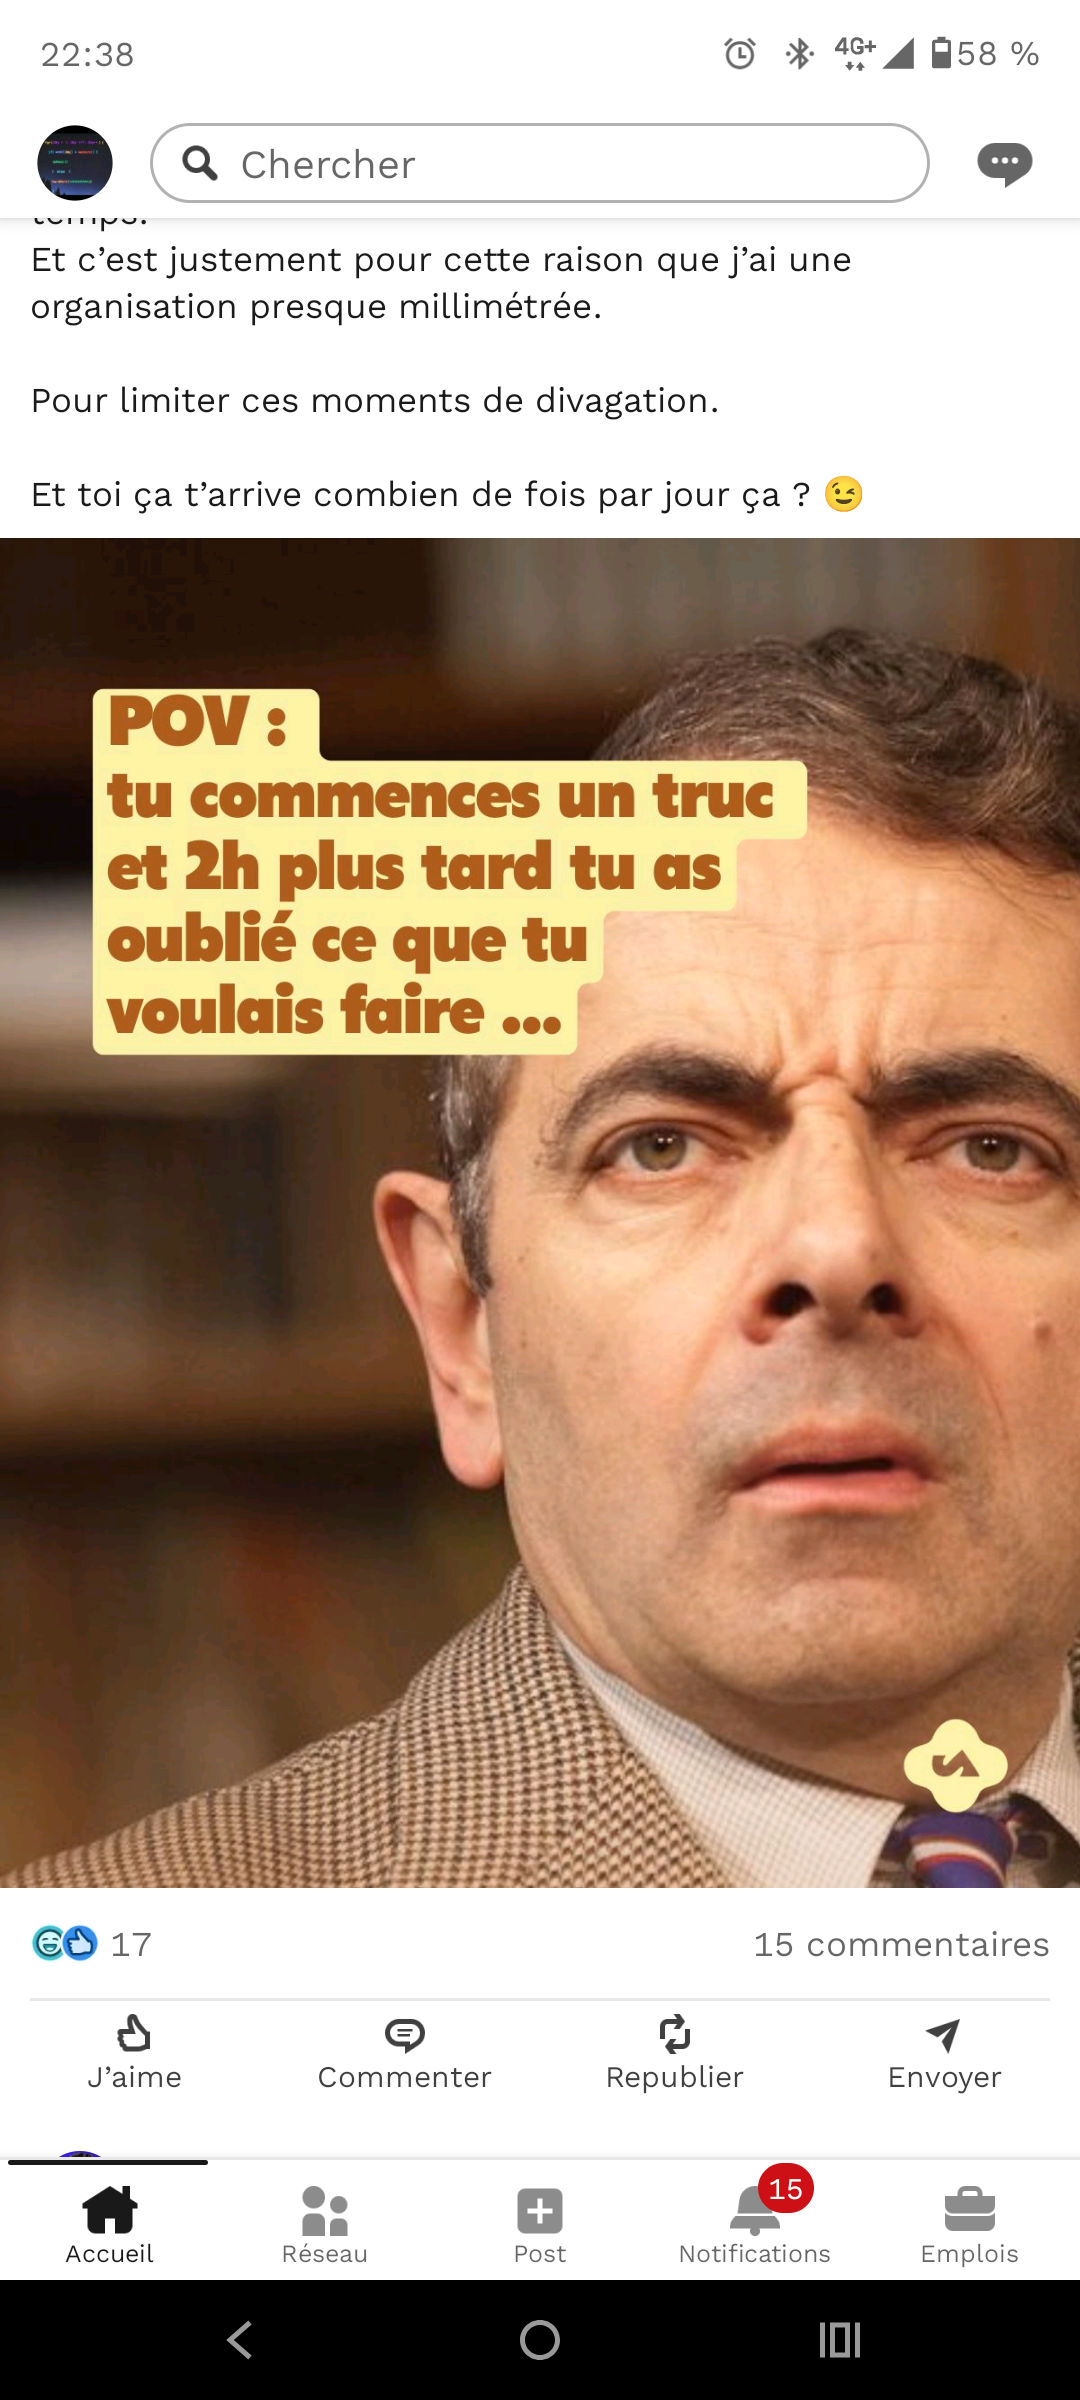 22:38
4G+
58 %
Chercher
temps.
Et c’est justement pour cette raison que j’ai une
organisation presque millimétrée.
Pour limiter ces moments de divagation.
Et toi ça t’arrive combien de fois par jour ça ? 😉
POV :
tu commences un truc
et 2h plus tard tu as
oublié ce que tu
voulais faire ...
17
15 commentaires
J’aime
Commenter
Republier
Envoyer
15
Accueil
Réseau
Post
Notifications
Emplois